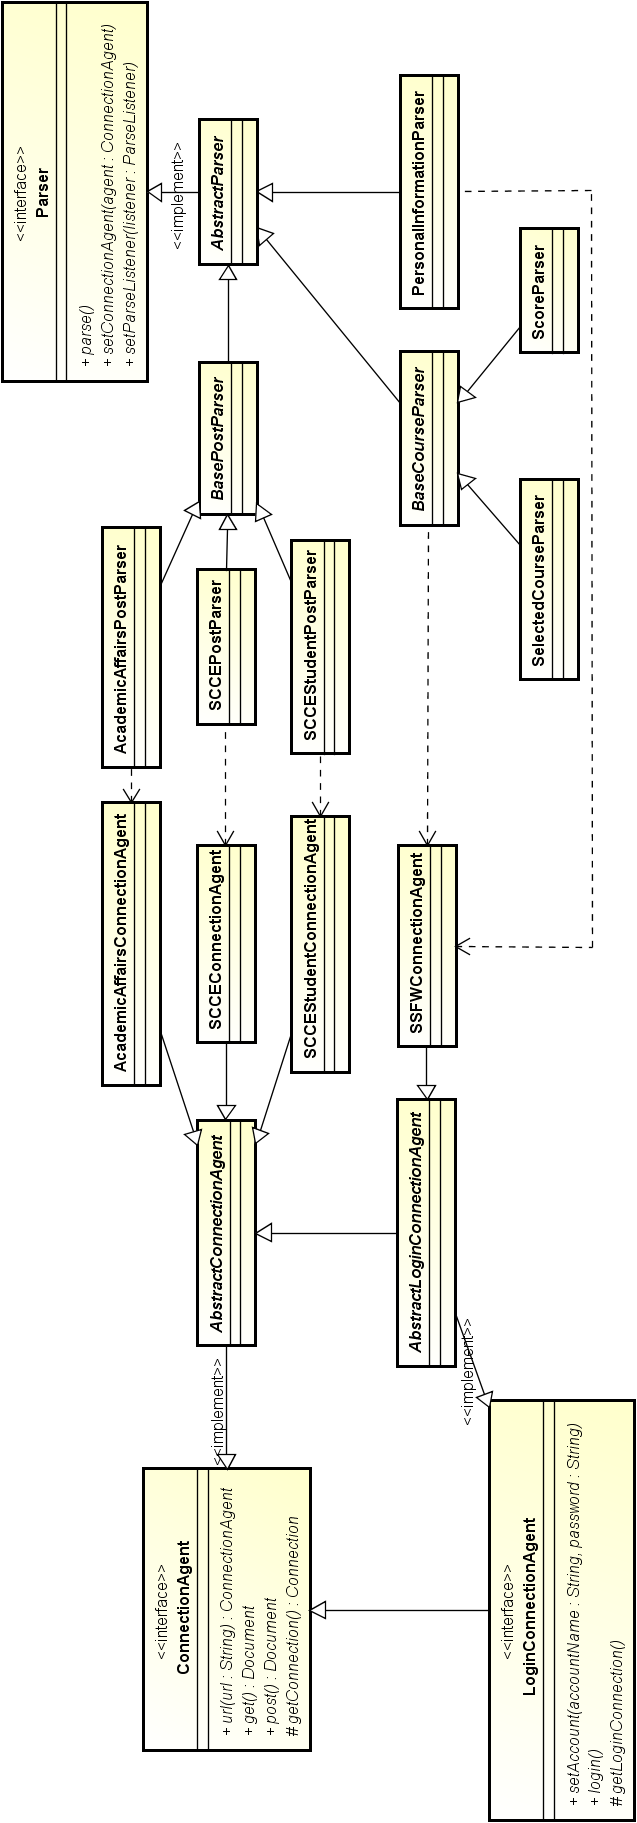 <<interface>>
Parser
+ parse()
+ setConnectionAgent(agent : ConnectionAgent)
+ setParseListener(listener : ParseListener)
<<implement>>
AbstractParser
PersonalInformationParser
ScoreParser
BasePostParser
BaseCourseParser
SelectedCourseParser
AcademicAffairsPostParser
SCCEPostParser
SCCEStudentPostParser
AcademicAffairsConnectionAgent
SCCEConnectionAgent
SCCEStudentConnectionAgent
SSFWConnectionAgent
AbstractConnectionAgent
AbstractLoginConnectionAgent
<<implement>>
<<implement>>
<<interface>>
ConnectionAgent
+ url(url : String) : ConnectionAgent
+ get() : Document
+ post() : Document
# getConnection() : Connection
<<interface>>
LoginConnectionAgent
+ setAccount(accountName : String, password : String)
+ login()
# getLoginConnection()